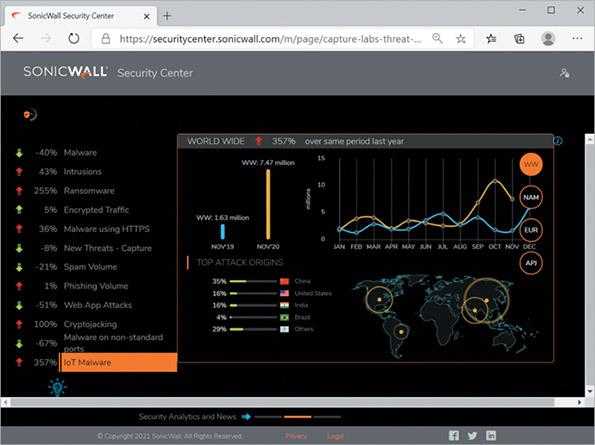 SonicWall Security Center
https://securitycenter.sonicwall.com/m/page/capture-labs-threat-...
SONICWALL Security Center
-40% Malware
43% Intrusions
255% Ransomware
5% Encrypted Traffic
36% Malware using HTTPS
-8% New Threats - Capture
-21% Spam Volume
1% Phishing Volume
-51% Web App Attacks
100% Cryptojacking
-67% Malware on non-standard
ports
357% IoT Malware
WORLD WIDE 357% over same period last year
WW: 7.47 million
WW: 1.63 million
NOV'19 NOV'20
15
10
5
0
millions
JAN FEB MAR APR MAY JUN JUL AUG SEP OCT NOV DEC
WW
NAM
EUR
APJ
TOP ATTACK ORIGINS
35% China
16% United States
16% India
4% Brazil
29% Others
Security Analytics and News
© Copyright 2021 SonicWall. All Rights Reserved. Privacy Legal